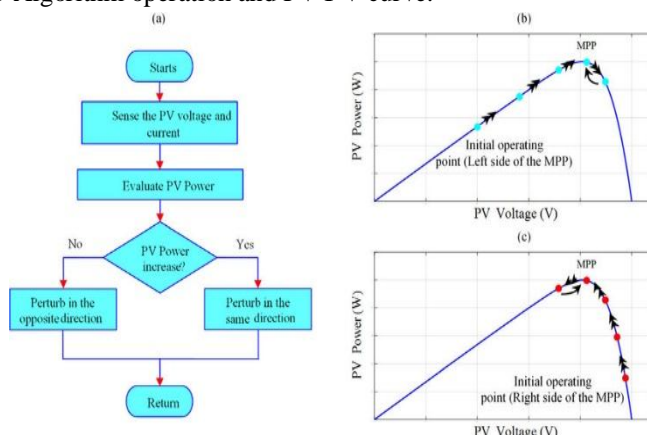 Algorithm operation and PV P-V curve.
(a)
Starts
Sense the PV voltage and
current
Evaluate PV Power
No
PV Power
increase?
Yes
Perturb in the
opposite direction
Perturb in the
same direction
Return
(b)
MPP
PV Power (W)
Initial operating
point (Left side of the MPP)
PV Voltage (V)
(c)
MPP
PV Power (W)
Initial operating
point (Right side of the MPP)
PV Voltage (V)